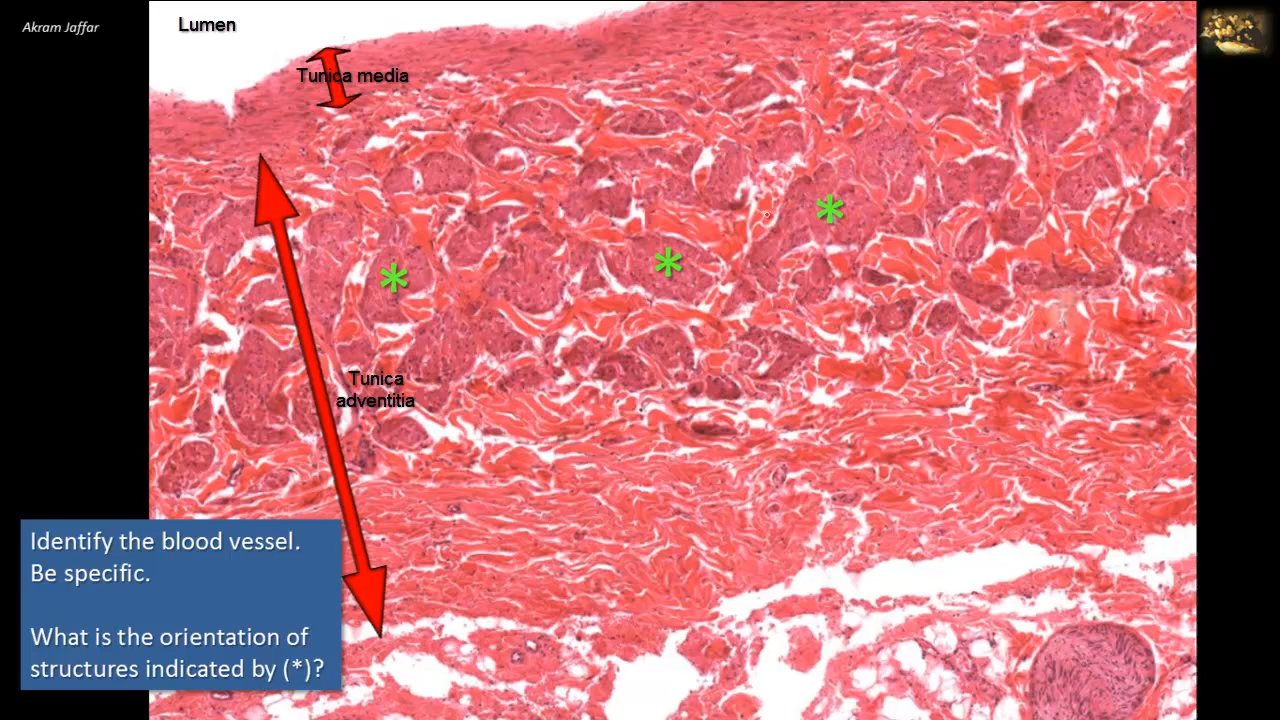 Akram Jaffar
Lumen
Tunica media
Tunica
adventitia
Identify the blood vessel.
Be specific.
What is the orientation of
structures indicated by (*)?